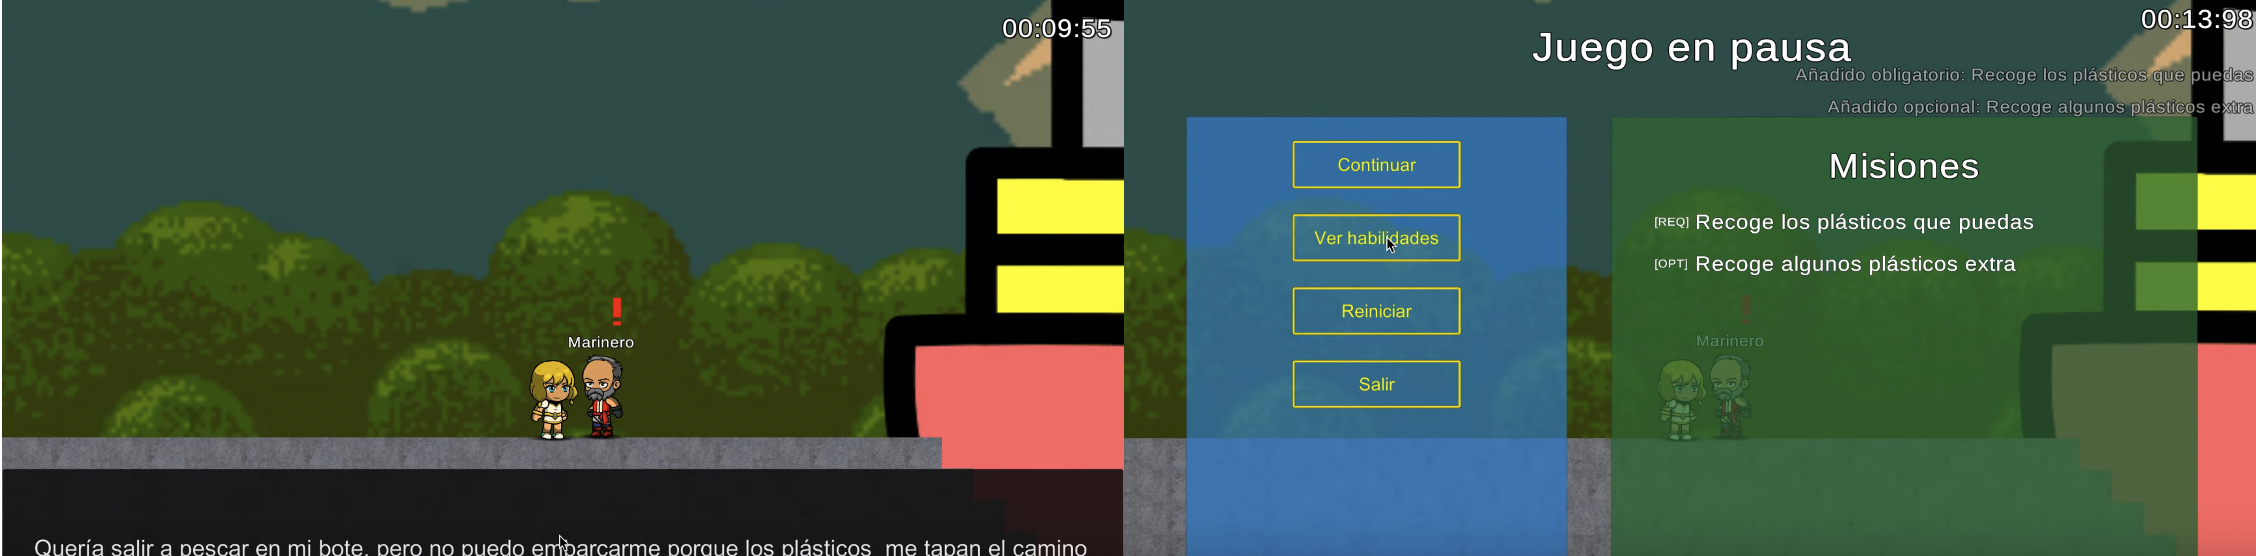 00:09:55
!
Marinero
Quería salir a pescar en mi bote, pero no puedo embarcarme porque los plásticos  me tapan el camino
00:13:98
Juego en pausa
Añadido obligatorio: Recoge los plásticos que puedas
Añadido opcional: Recoge algunos plásticos extra
Continuar
Ver habilidades
Reiniciar
Salir
Misiones
[REQ] Recoge los plásticos que puedas
[OPT] Recoge algunos plásticos extra
!
Marinero